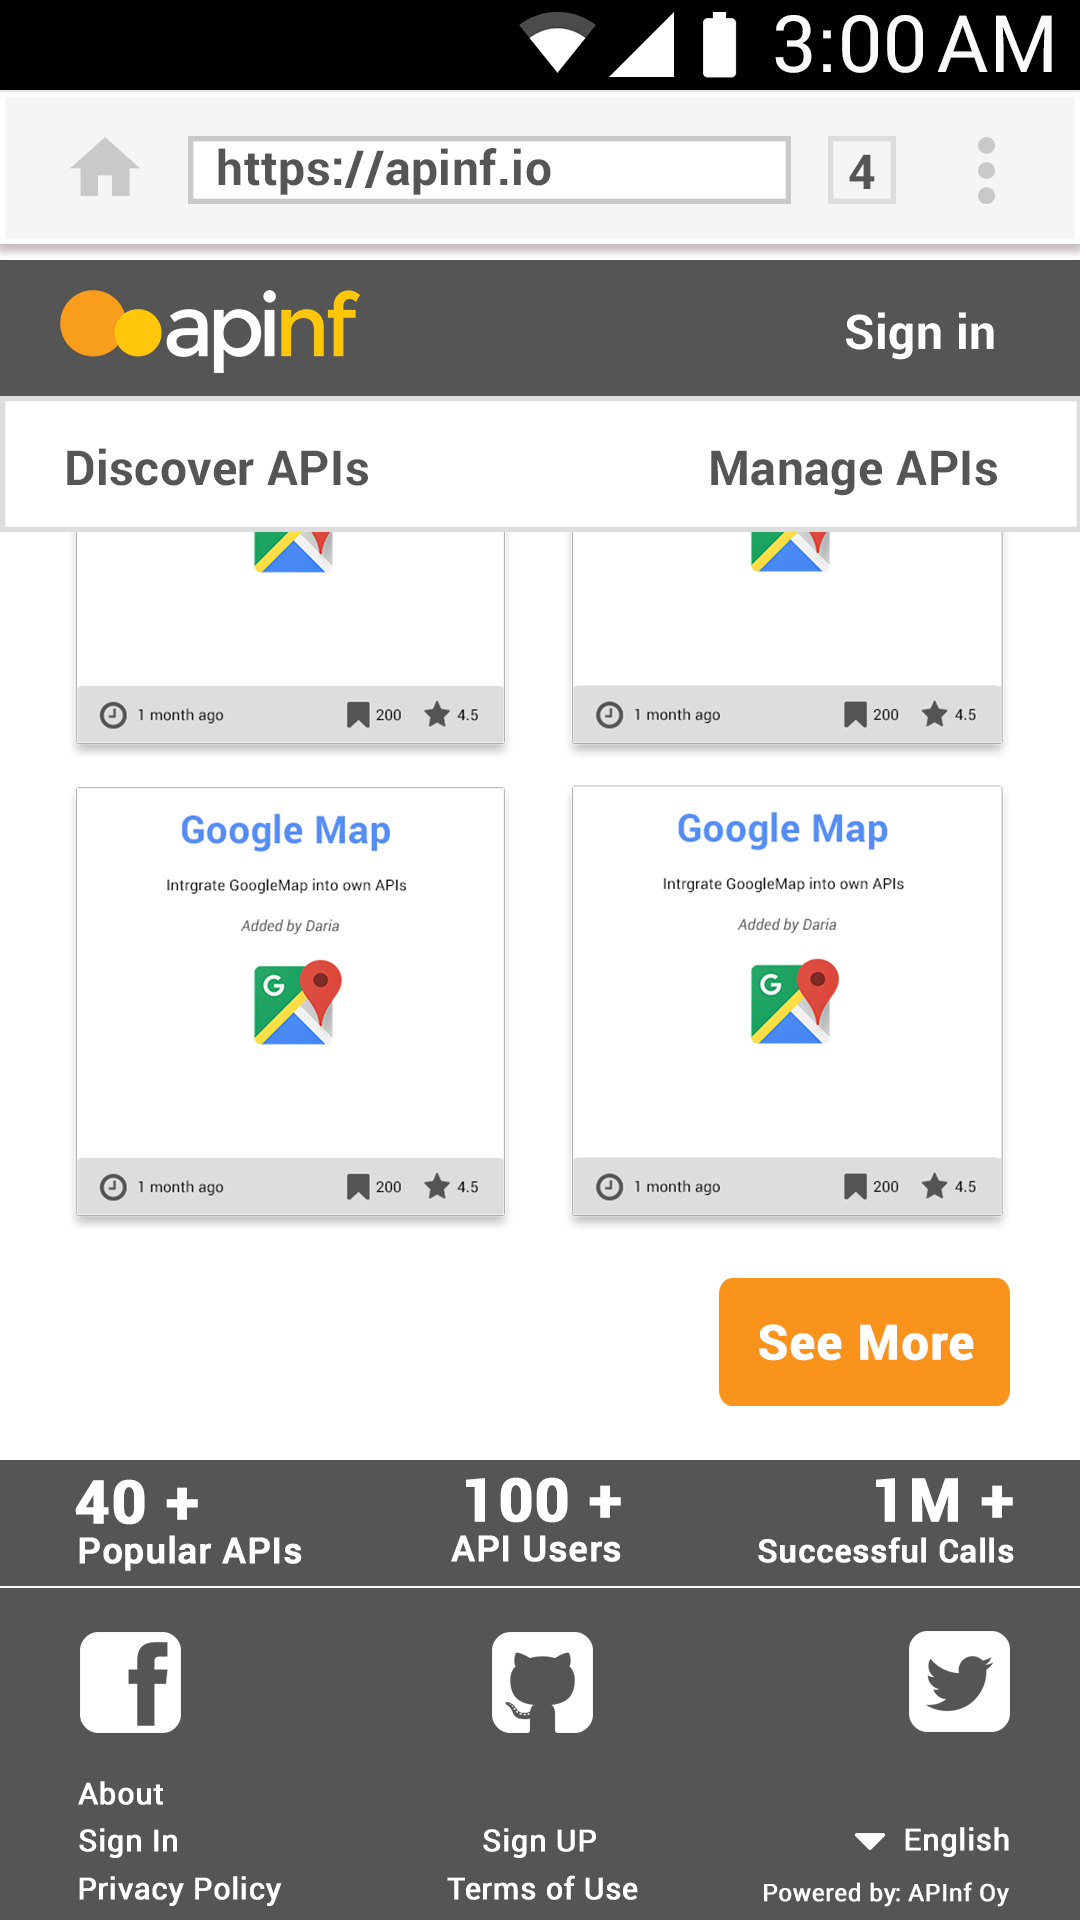 3:00 AM
https://apinf.io
4
apinf
Sign in
Discover APIs
Manage APIs
1 month ago 200 4.5
1 month ago 200 4.5
Google Map
Intrgrate GoogleMap into own APIs
Added by Daria
G
1 month ago 200 4.5
Google Map
Intrgrate GoogleMap into own APIs
Added by Daria
G
1 month ago 200 4.5
See More
40 +
Popular APIs
100 +
API Users
1M +
Successful Calls
f
About
Sign In
Sign UP
English
Privacy Policy
Terms of Use
Powered by: APInf Oy